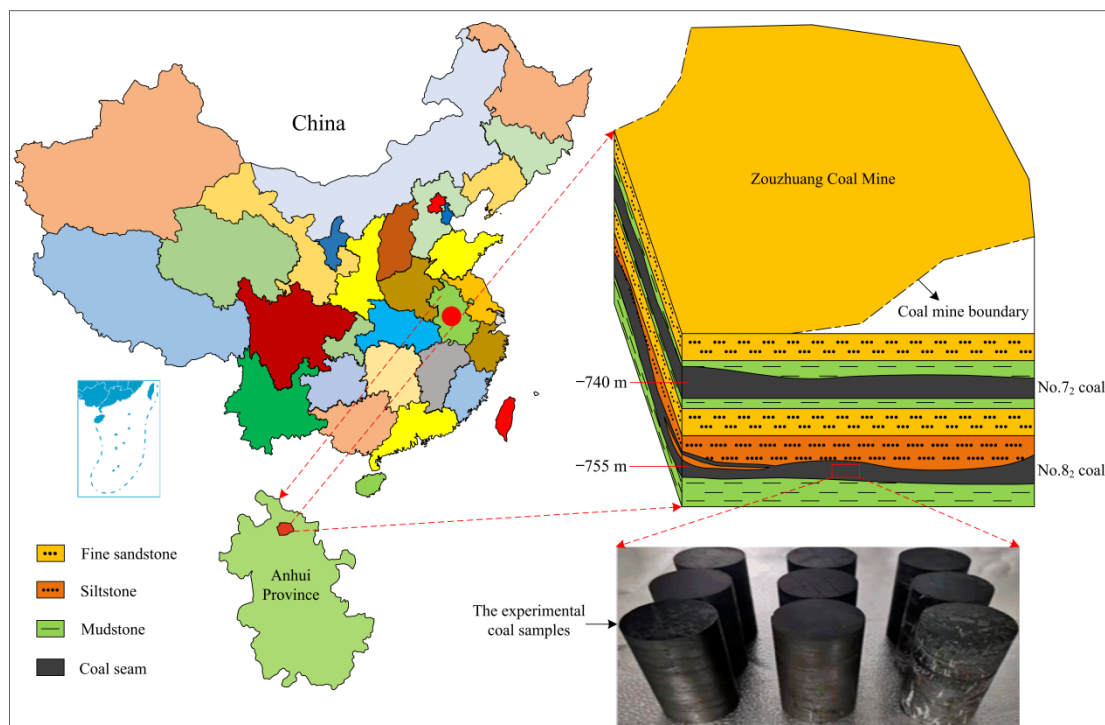 China
Zouzhuang Coal Mine
Coal mine boundary
−740 m
No.7₂ coal
−755 m
No.8₂ coal
Anhui
Province
Fine sandstone
Siltstone
Mudstone
Coal seam
The experimental
coal samples